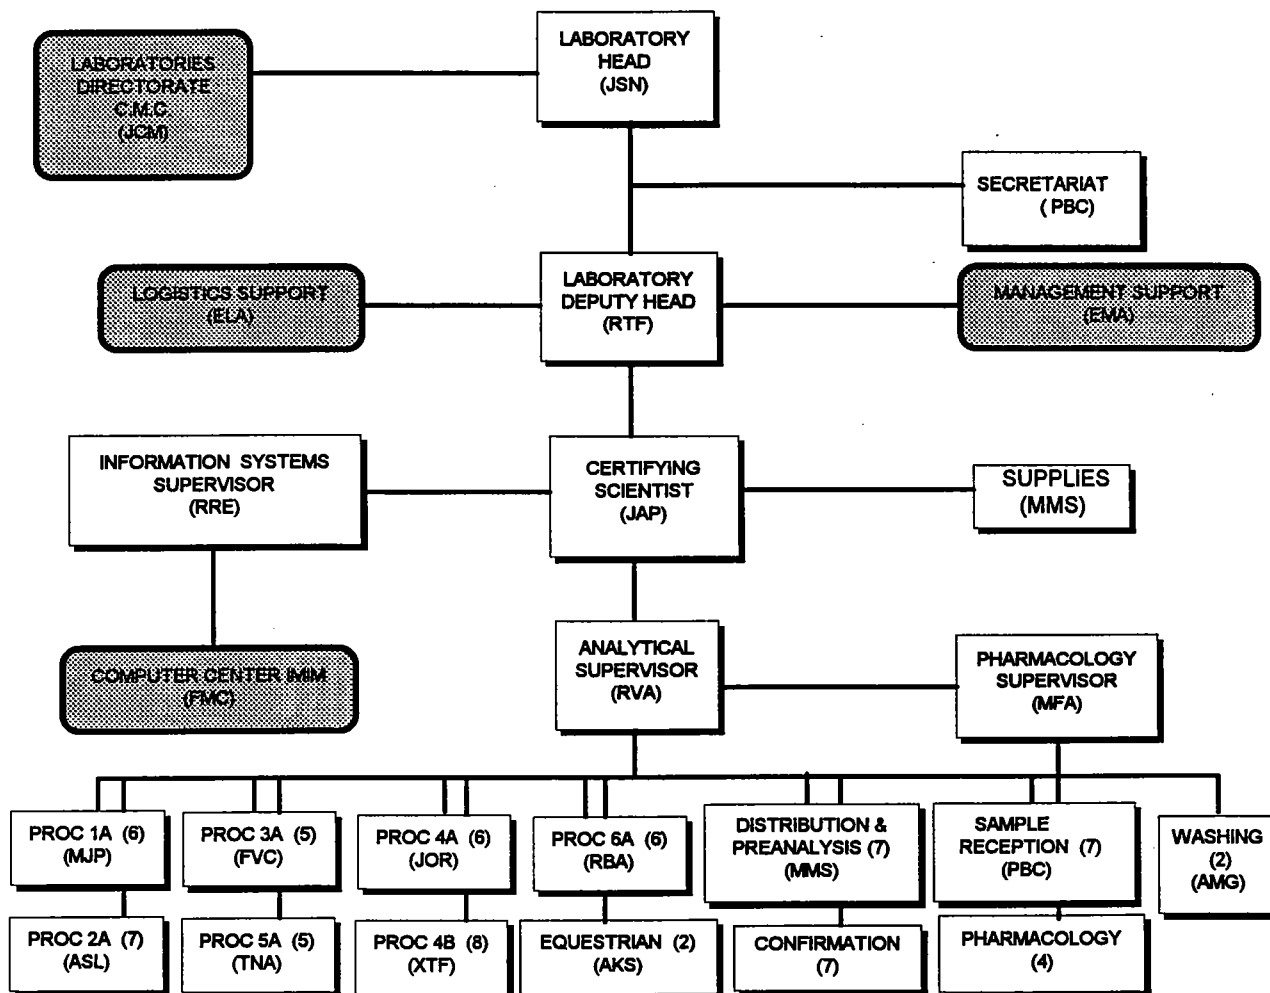 LABORATORIES
DIRECTORATE
C.M.C
(JCM)
LABORATORY
HEAD
(JSN)
SECRETARIAT
( PBC)
LOGISTICS SUPPORT
(ELA)
LABORATORY
DEPUTY HEAD
(RTF)
MANAGEMENT SUPPORT
(EMA)
INFORMATION SYSTEMS
SUPERVISOR
(RRE)
CERTIFYING
SCIENTIST
(JAP)
SUPPLIES
(MMS)
COMPUTER CENTER IMIM
(FMC)
ANALYTICAL
SUPERVISOR
(RVA)
PHARMACOLOGY
SUPERVISOR
(MFA)
PROC 1A (6)
(MJP)
PROC 3A (5)
(FVC)
PROC 4A (6)
(JOR)
PROC 6A (6)
(RBA)
DISTRIBUTION &
PREANALYSIS (7)
(MMS)
SAMPLE
RECEPTION (7)
(PBC)
WASHING
(2)
(AMG)
PROC 2A (7)
(ASL)
PROC 5A (5)
(TNA)
PROC 4B (8)
(XTF)
EQUESTRIAN (2)
(AKS)
CONFIRMATION
(7)
PHARMACOLOGY
(4)